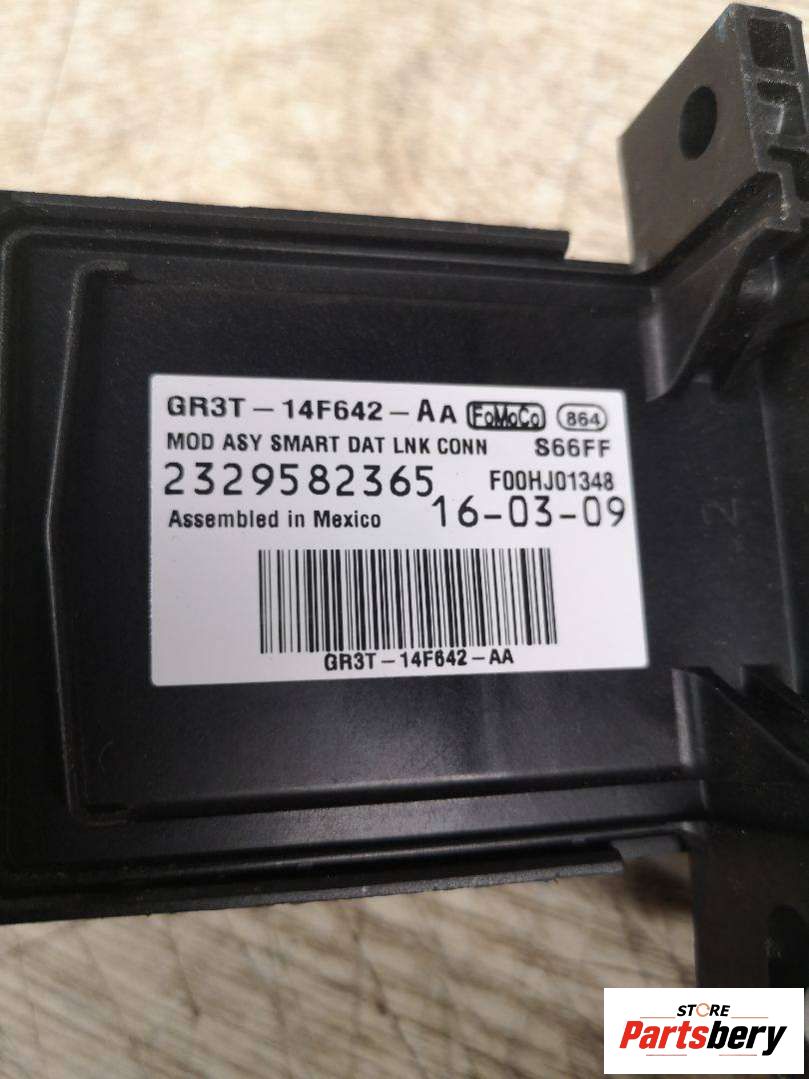 GR3T-14F642-AA FoMoCo 864
MOD ASY SMART DAT LNK CONN S66FF
2329582365 F00HJ01348
Assembled in Mexico 16-03-09
GR3T-14F642-AA
2
STORE
Partsbery